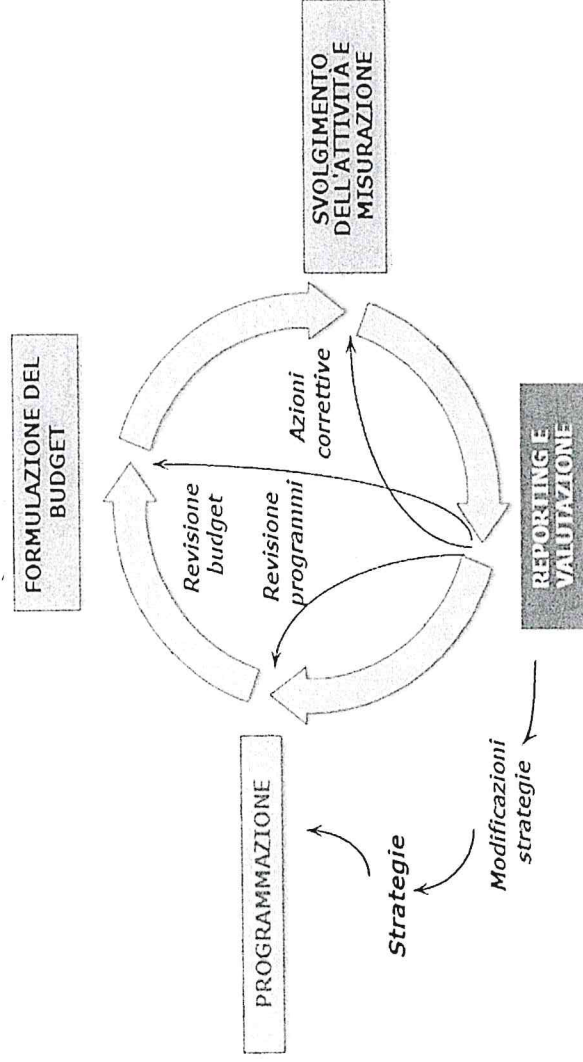 FORMULAZIONE DEL
BUDGET
SVOLGIMENTO
DELL'ATTIVITÀ E
MISURAZIONE
REPORTING E
VALUTAZIONE
PROGRAMMAZIONE
Revisione
budget
Revisione
programmi
Azioni
correttive
Strategie
Modificazioni
strategie